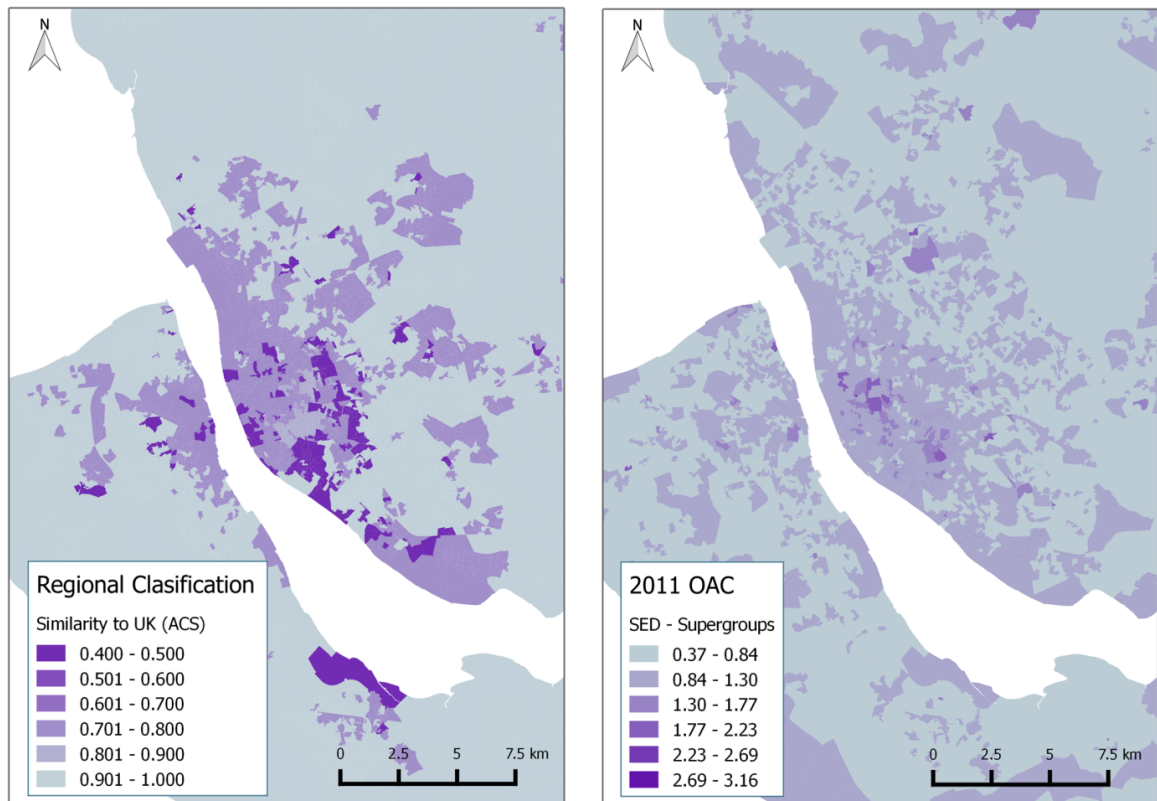 N
Regional Clasification
Similarity to UK (ACS)
0.400 - 0.500
0.501 - 0.600
0.601 - 0.700
0.701 - 0.800
0.801 - 0.900
0.901 - 1.000
0 2.5 5 7.5 km
N
2011 OAC
SED - Supergroups
0.37 - 0.84
0.84 - 1.30
1.30 - 1.77
1.77 - 2.23
2.23 - 2.69
2.69 - 3.16
0 2.5 5 7.5 km